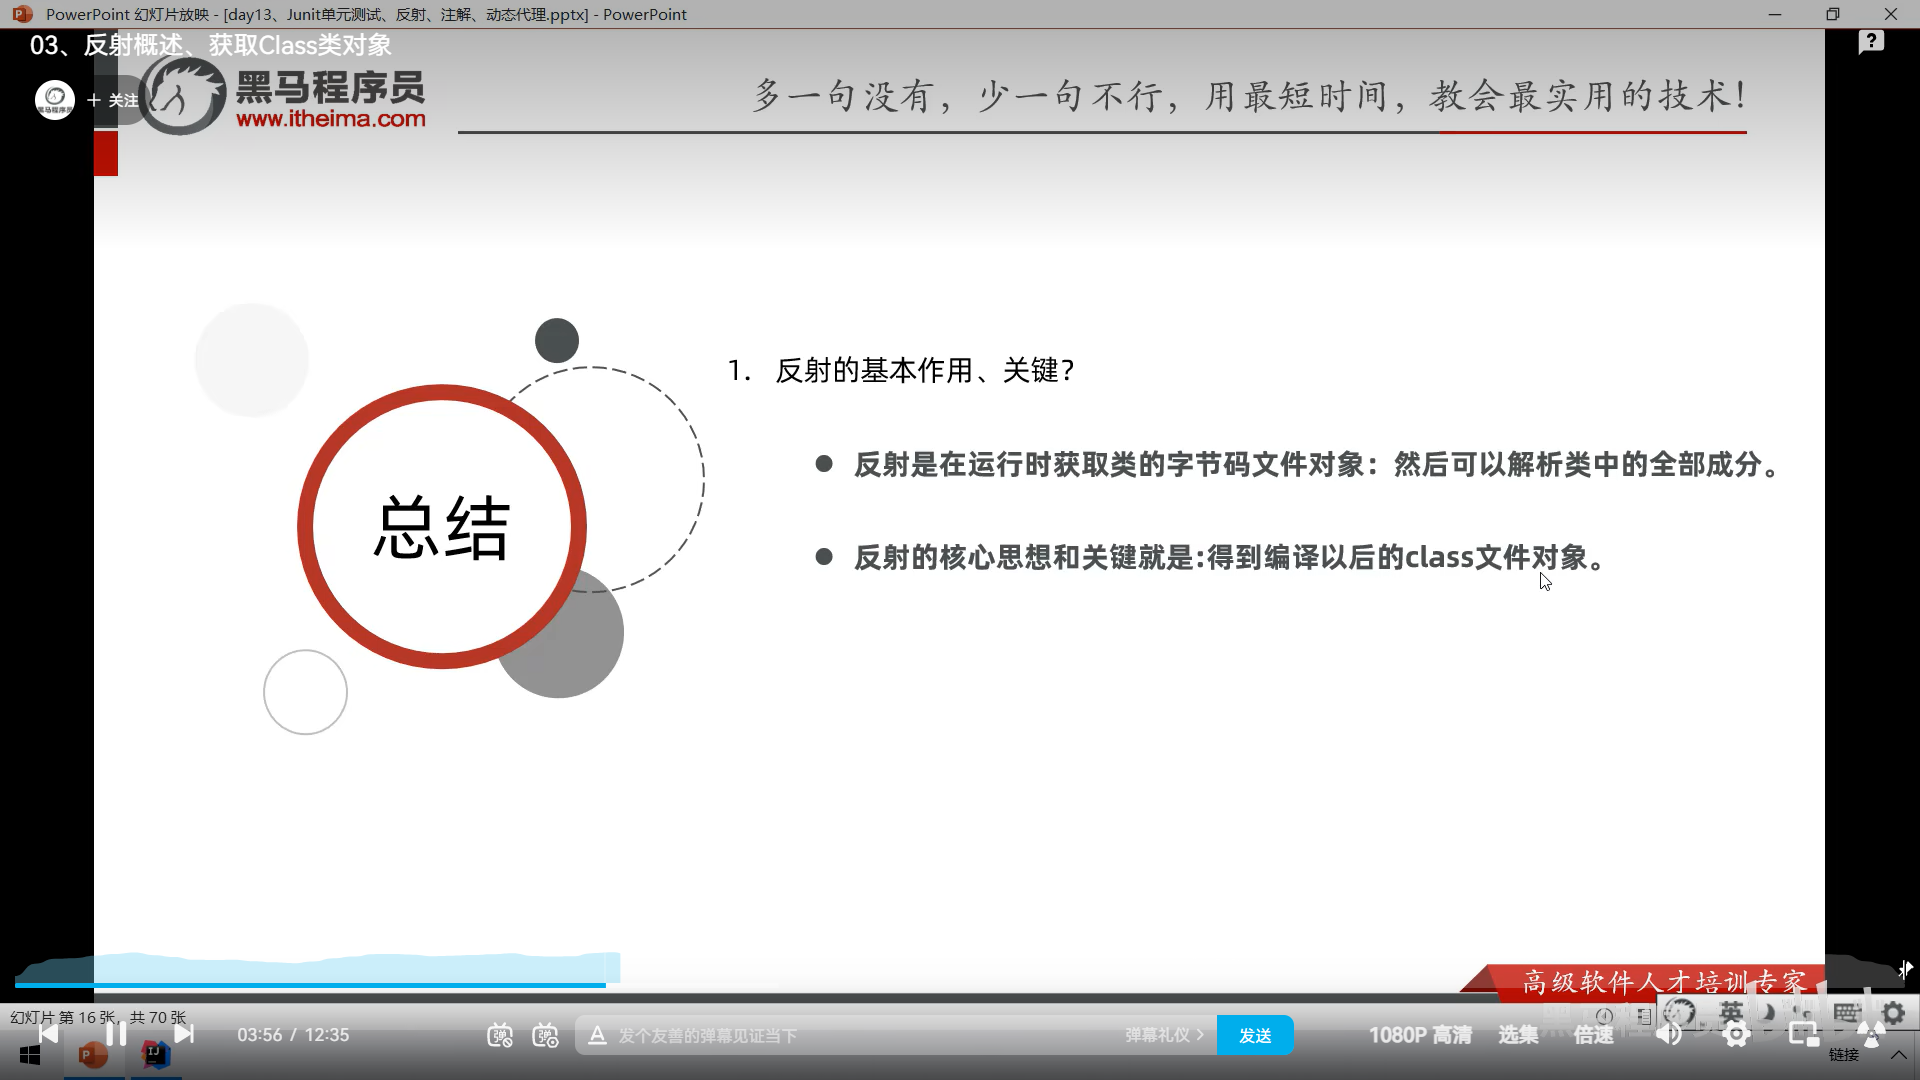 PowerPoint 幻灯片放映 - [day13、Junit单元测试、反射、注解、动态代理.pptx] - PowerPoint
03、反射概述、获取Class类对象
+ 关注
黑马程序员
www.itheima.com
多一句没有，少一句不行，用最短时间，教会最实用的技术！
总结
1. 反射的基本作用、关键？
● 反射是在运行时获取类的字节码文件对象：然后可以解析类中的全部成分。
● 反射的核心思想和关键就是:得到编译以后的class文件对象。
高级软件人才培训专家
幻灯片 第 16 张，共 70 张
英
03:56 / 12:35
弹
弹
A 发个友善的弹幕见证当下
弹幕礼仪 >
发送
1080P 高清
选集
倍速
链接